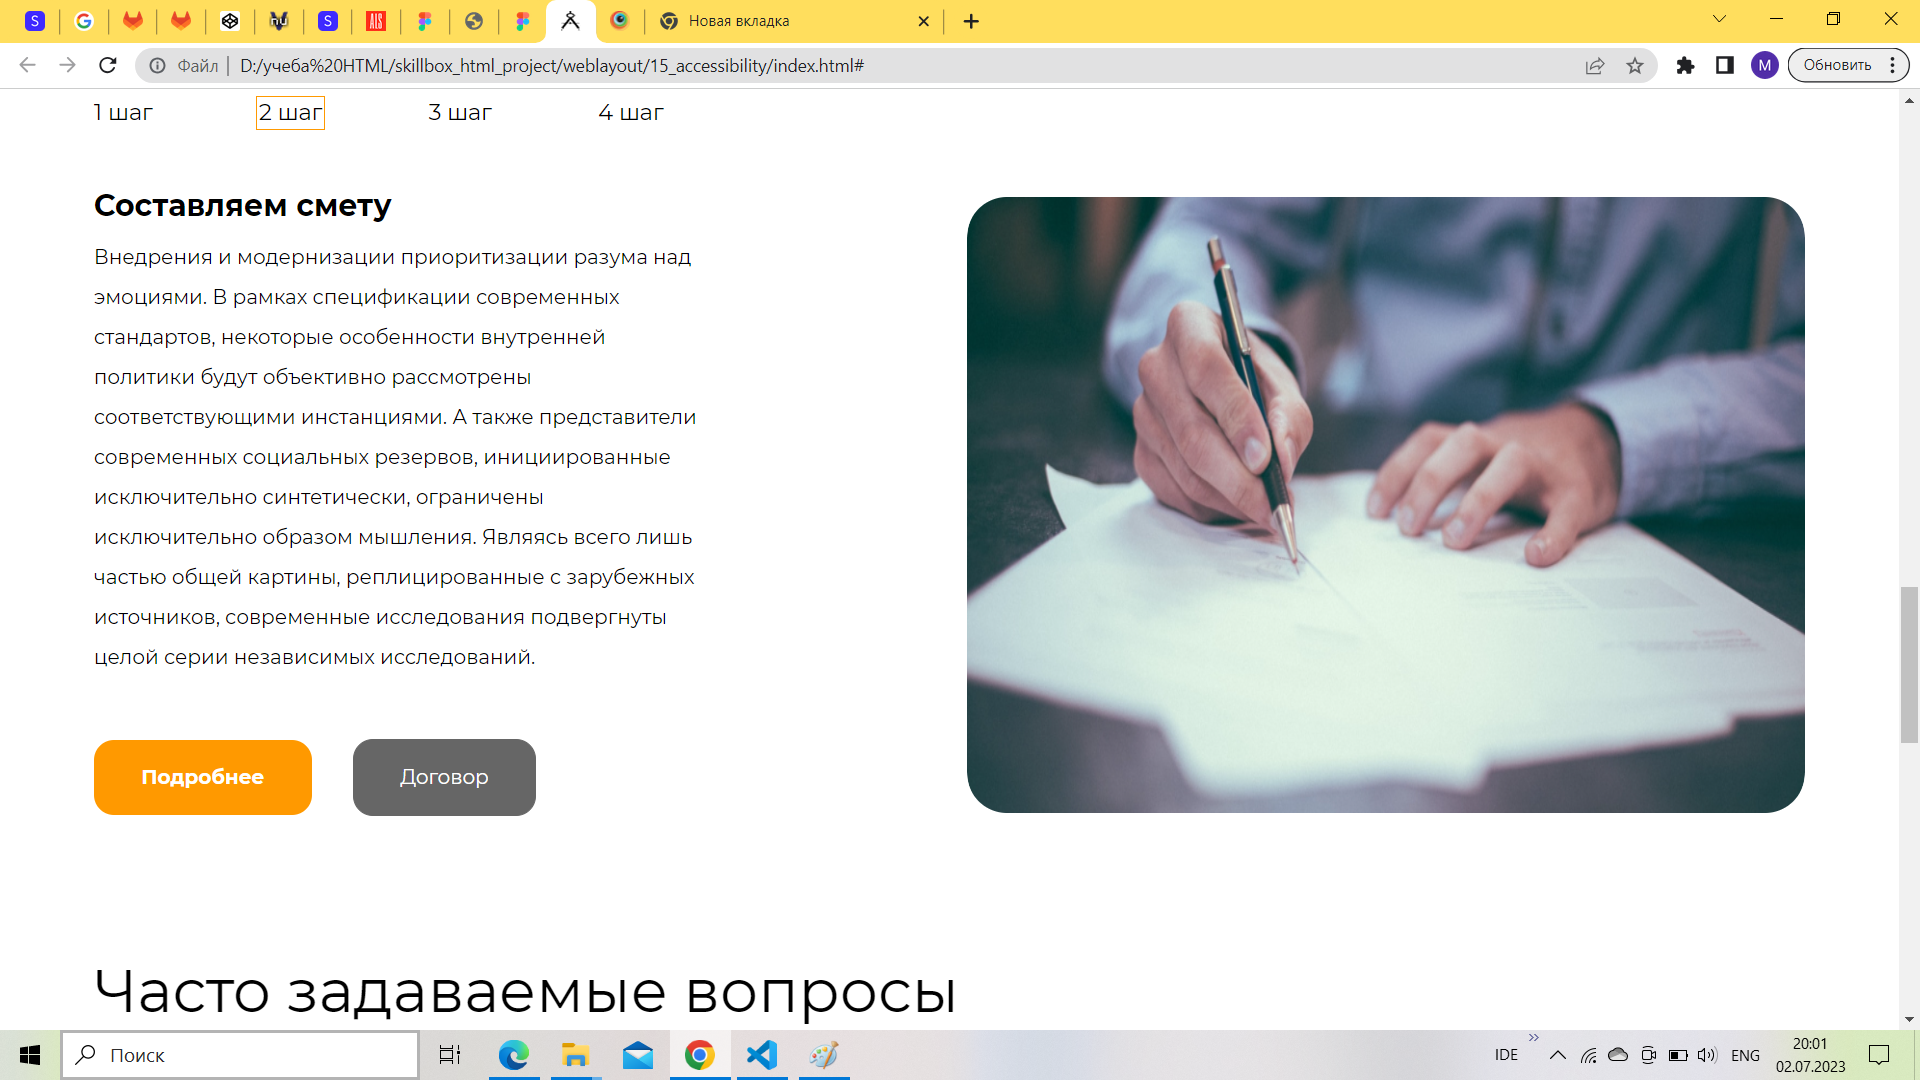 S
AIS
Новая вкладка
Файл
D:/учеба%20HTML/skillbox_html_project/weblayout/15_accessibility/index.html#
M
Обновить
1 шаг 2 шаг 3 шаг 4 шаг
Составляем смету
Внедрения и модернизации приоритизации разума над
эмоциями. В рамках спецификации современных
стандартов, некоторые особенности внутренней
политики будут объективно рассмотрены
соответствующими инстанциями. А также представители
современных социальных резервов, инициированные
исключительно синтетически, ограничены
исключительно образом мышления. Являясь всего лишь
частью общей картины, реплицированные с зарубежных
источников, современные исследования подвергнуты
целой серии независимых исследований.
Подробнее Договор
Часто задаваемые вопросы
Поиск
IDE
ENG
20:01
02.07.2023